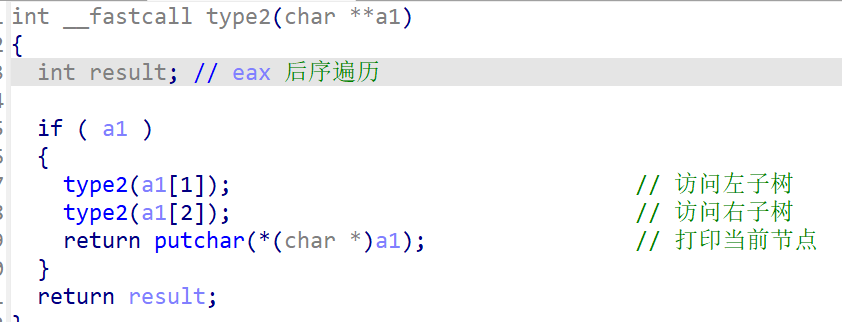 int __fastcall type2(char **a1)
{
int result; // eax 后序遍历
if ( a1 )
{
type2(a1[1]); // 访问左子树
type2(a1[2]); // 访问右子树
return putchar(*(char *)a1); // 打印当前节点
}
return result;
}